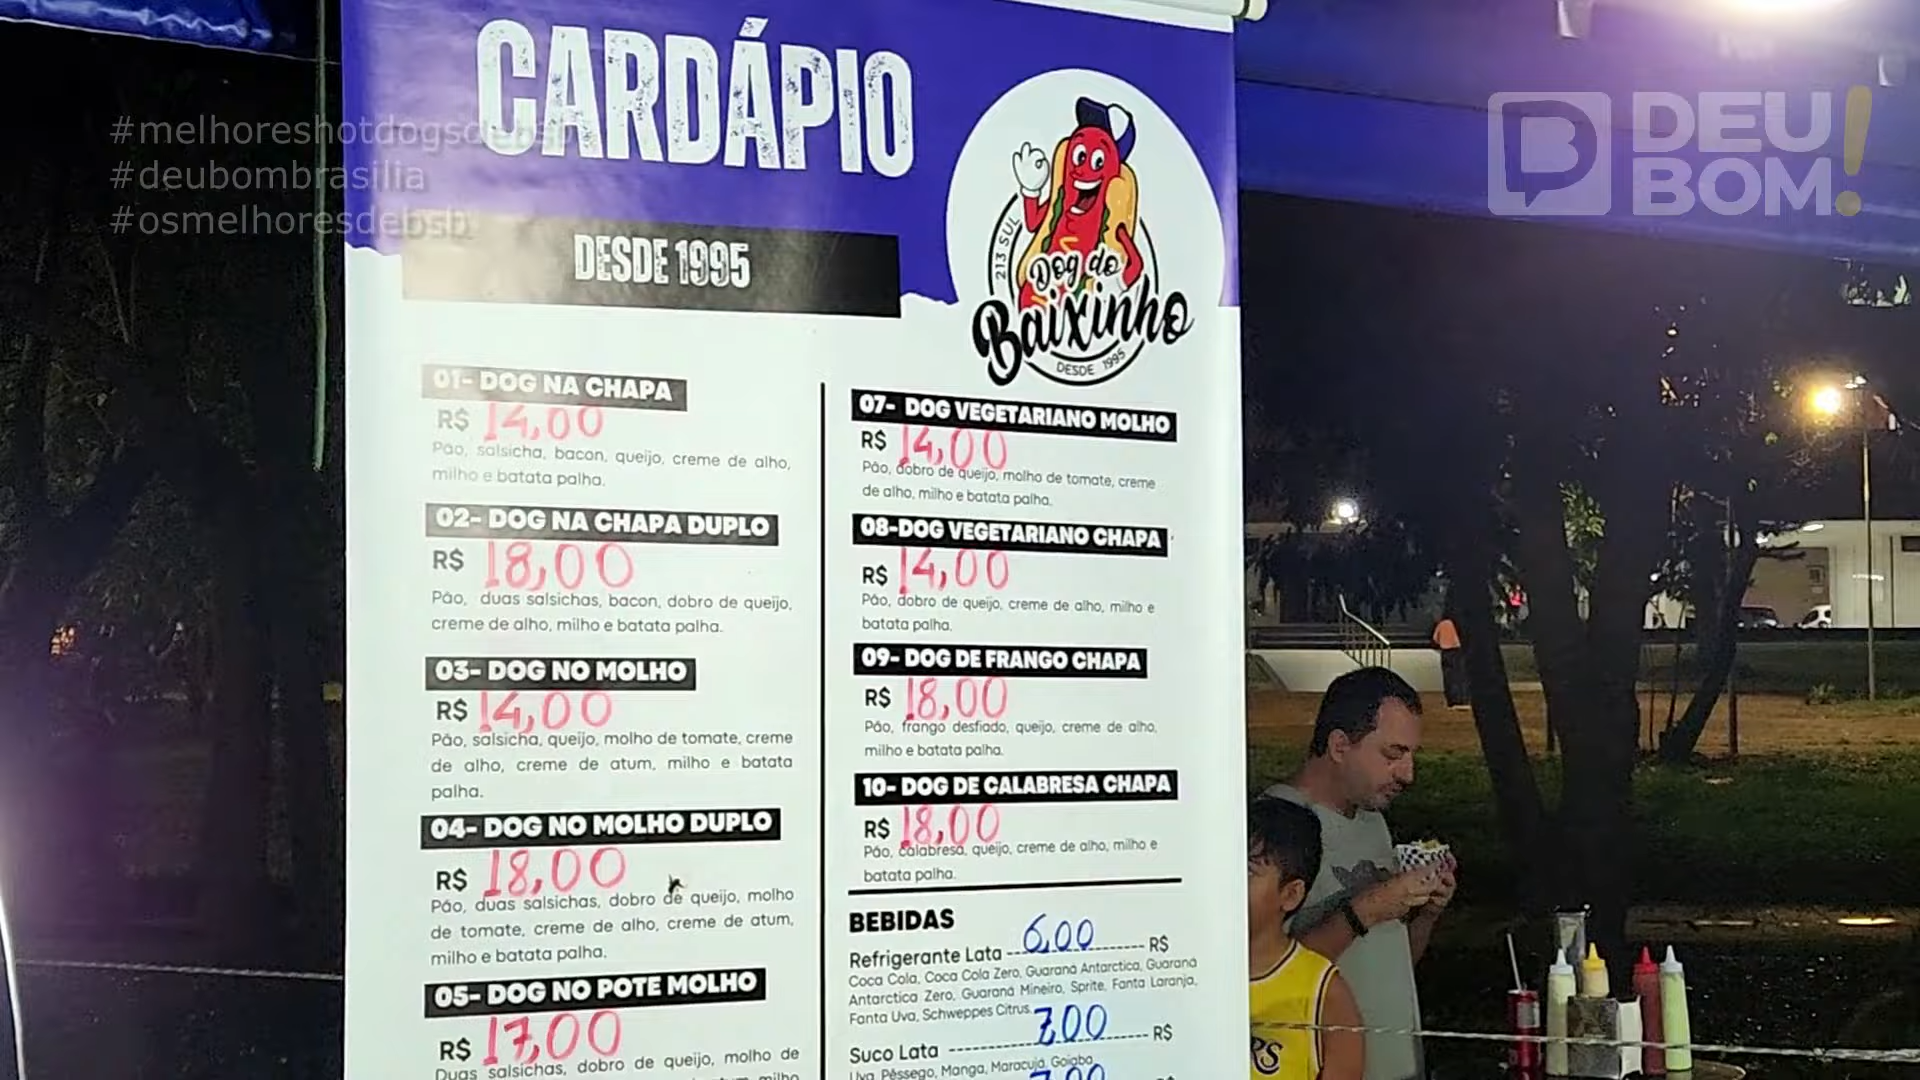 CARDÁPIO
#melhoreshotdogsdebsb
#deubombrasilia
#osmelhoresdebsb
DEU
BOM!
DESDE 1995
213 SUL
Dog do
Baixinho
DESDE 1995
01- DOG NA CHAPA
R$ 14,00
Pão, salsicha, bacon, queijo, creme de alho,
milho e batata palha.
02- DOG NA CHAPA DUPLO
R$ 18,00
Pão, duas salsichas, bacon, dobro de queijo,
creme de alho, milho e batata palha.
03- DOG NO MOLHO
R$ 14,00
Pão, salsicha, queijo, molho de tomate, creme
de alho, creme de atum, milho e batata
palha.
04- DOG NO MOLHO DUPLO
R$ 18,00
Pão, duas salsichas, dobro de queijo, molho
de tomate, creme de alho, creme de atum,
milho e batata palha.
05- DOG NO POTE MOLHO
R$ 17,00
Duas salsichas, dobro de queijo, molho de
milho
07- DOG VEGETARIANO MOLHO
R$ 14,00
Pão, dobro de queijo, molho de tomate, creme
de alho, milho e batata palha.
08-DOG VEGETARIANO CHAPA
R$ 14,00
Pão, dobro de queijo, creme de alho, milho e
batata palha.
09- DOG DE FRANGO CHAPA
R$ 18,00
Pão, frango desfiado, queijo, creme de alho,
milho e batata palha.
10- DOG DE CALABRESA CHAPA
R$ 18,00
Pão, calabresa, queijo, creme de alho, milho e
batata palha.
BEBIDAS
Refrigerante Lata 6,00 R$
Coca Cola, Coca Cola Zero, Guaraná Antarctica, Guaraná
Antarctica Zero, Guaraná Mineiro, Sprite, Fanta Laranja,
Fanta Uva, Schweppes Citrus.
Suco Lata 7,00 R$
Uva, Pêssego, Manga, Maracujá, Goiaba
7,00
RS